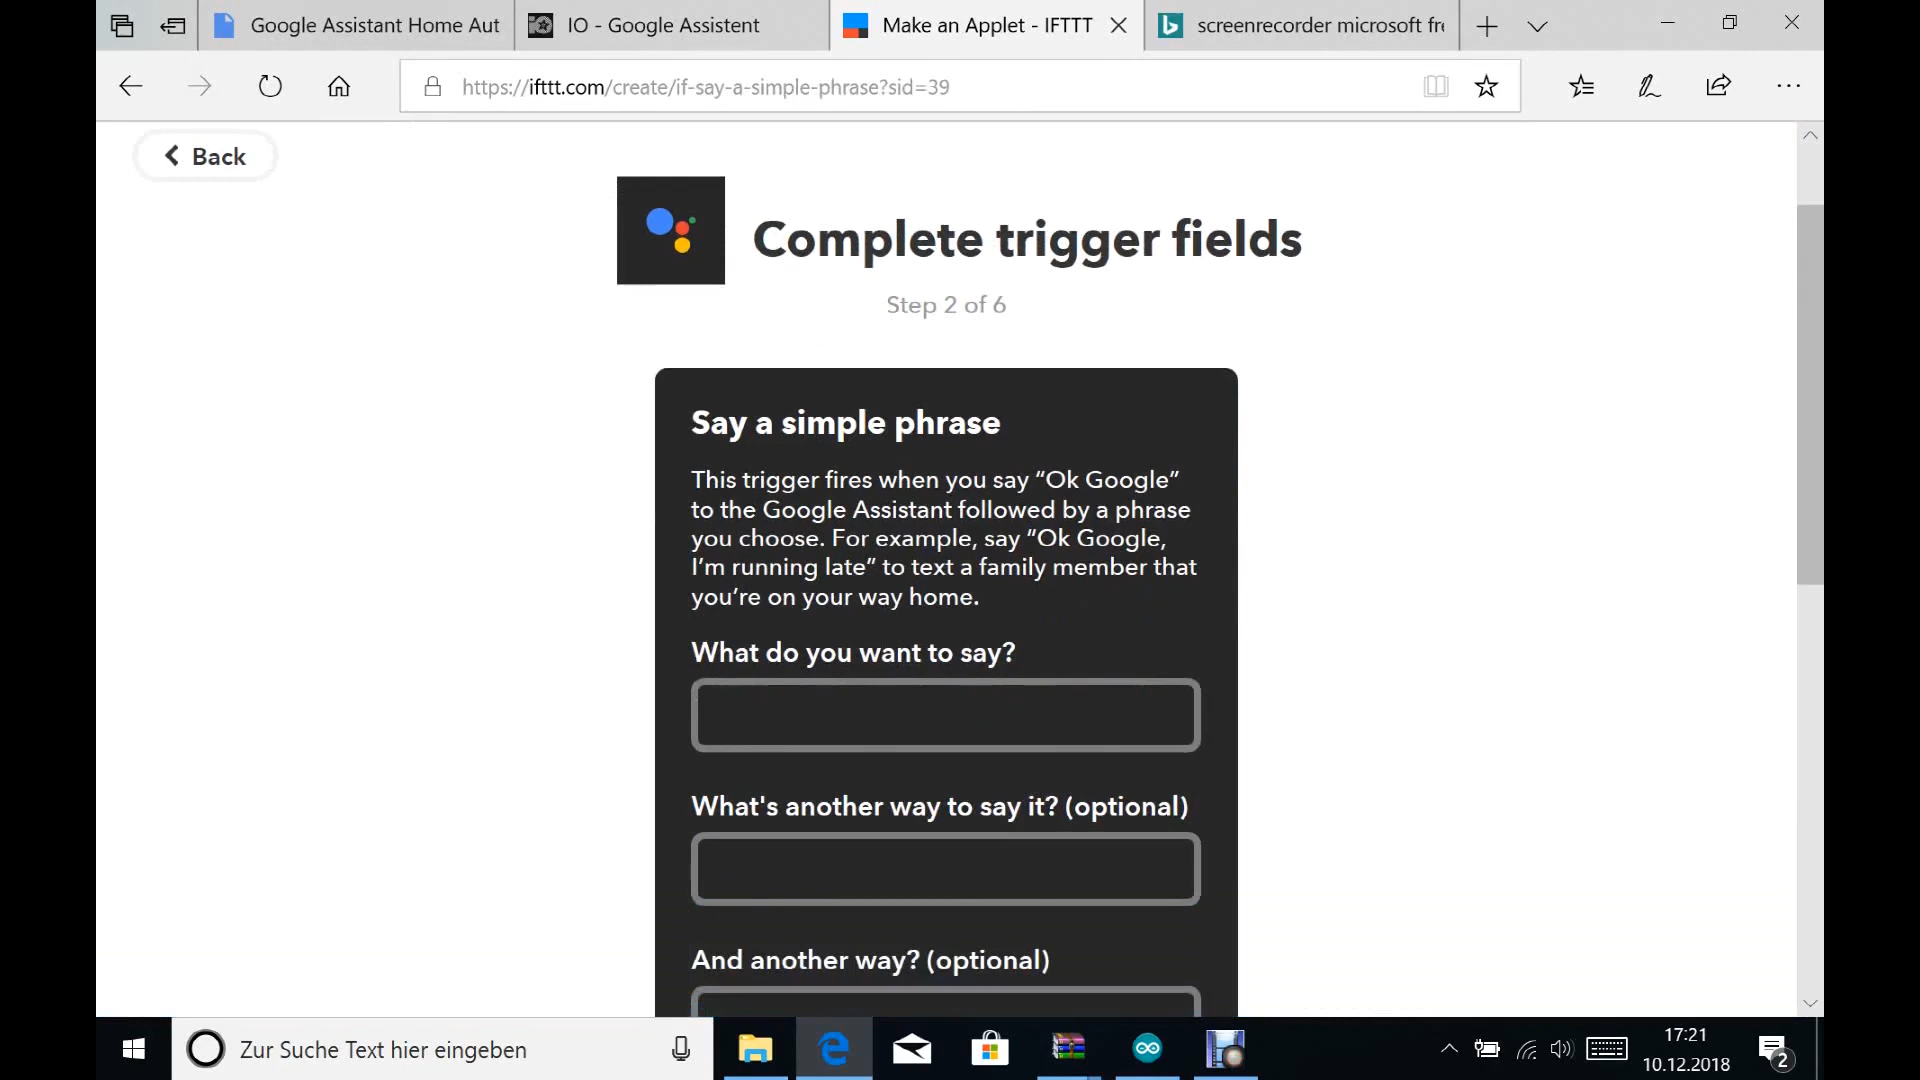 Google Assistant Home Aut
IO - Google Assistent
Make an Applet - IFTTT
screenrecorder microsoft fre
https://ifttt.com/create/if-say-a-simple-phrase?sid=39
Back
Complete trigger fields
Step 2 of 6
Say a simple phrase
This trigger fires when you say “Ok Google”
to the Google Assistant followed by a phrase
you choose. For example, say “Ok Google,
I’m running late” to text a family member that
you’re on your way home.
What do you want to say?
What's another way to say it? (optional)
And another way? (optional)
Zur Suche Text hier eingeben
17:21
10.12.2018
2